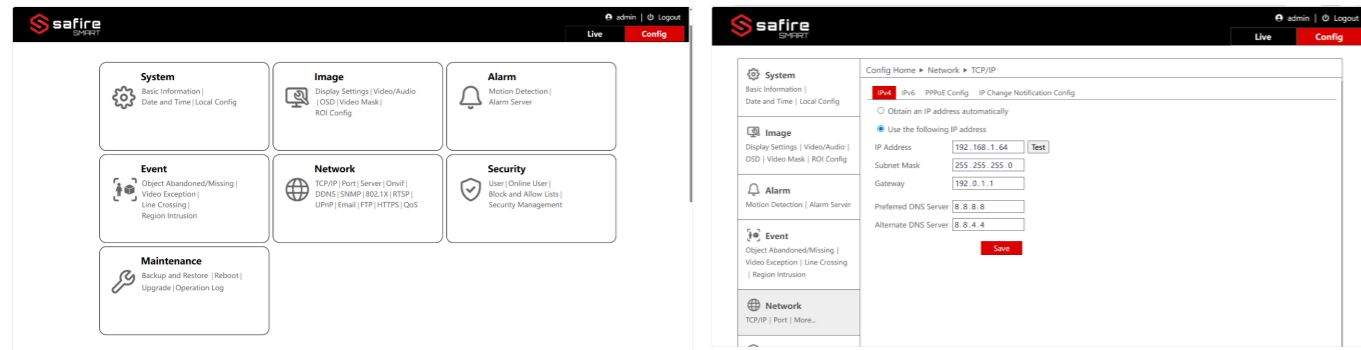 safire
SMART
admin | Logout
Live Config
System
Basic Information |
Date and Time | Local Config
Image
Display Settings | Video/Audio
| OSD | Video Mask |
ROI Config
Alarm
Motion Detection |
Alarm Server
Event
Object Abandoned/Missing |
Video Exception |
Line Crossing |
Region Intrusion
Network
TCP/IP | Port | Server | Onvif |
DDNS | SNMP | 802.1X | RTSP |
UPnP | Email | FTP | HTTPS | QoS
Security
User | Online User |
Block and Allow Lists |
Security Management
Maintenance
Backup and Restore | Reboot |
Upgrade | Operation Log
safire
SMART
admin | Logout
Live Config
System
Basic Information |
Date and Time | Local Config
Image
Display Settings | Video/Audio |
OSD | Video Mask | ROI Config
Alarm
Motion Detection | Alarm Server
Event
Object Abandoned/Missing |
Video Exception | Line Crossing
| Region Intrusion
Network
TCP/IP | Port | More...
Config Home ► Network ► TCP/IP
IPv4 IPv6 PPPoE Config IP Change Notification Config
Obtain an IP address automatically
Use the following IP address
IP Address 192.168.1.64 Test
Subnet Mask 255.255.255.0
Gateway 192.0.1.1
Preferred DNS Server 8.8.8.8
Alternate DNS Server 8.8.4.4
Save